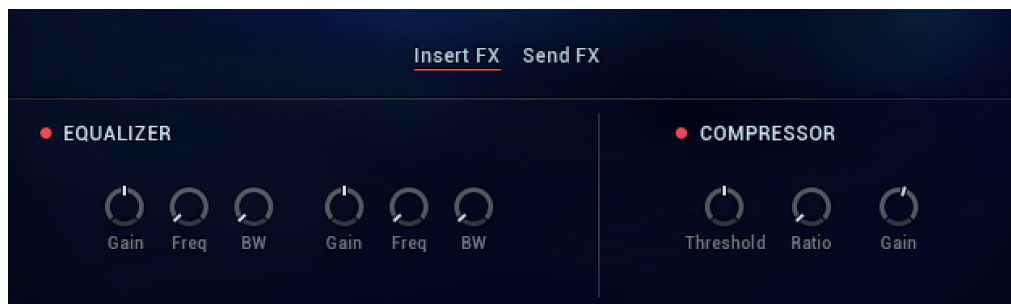 Insert FX Send FX
EQUALIZER COMPRESSOR
Gain Freq BW Gain Freq BW Threshold Ratio Gain